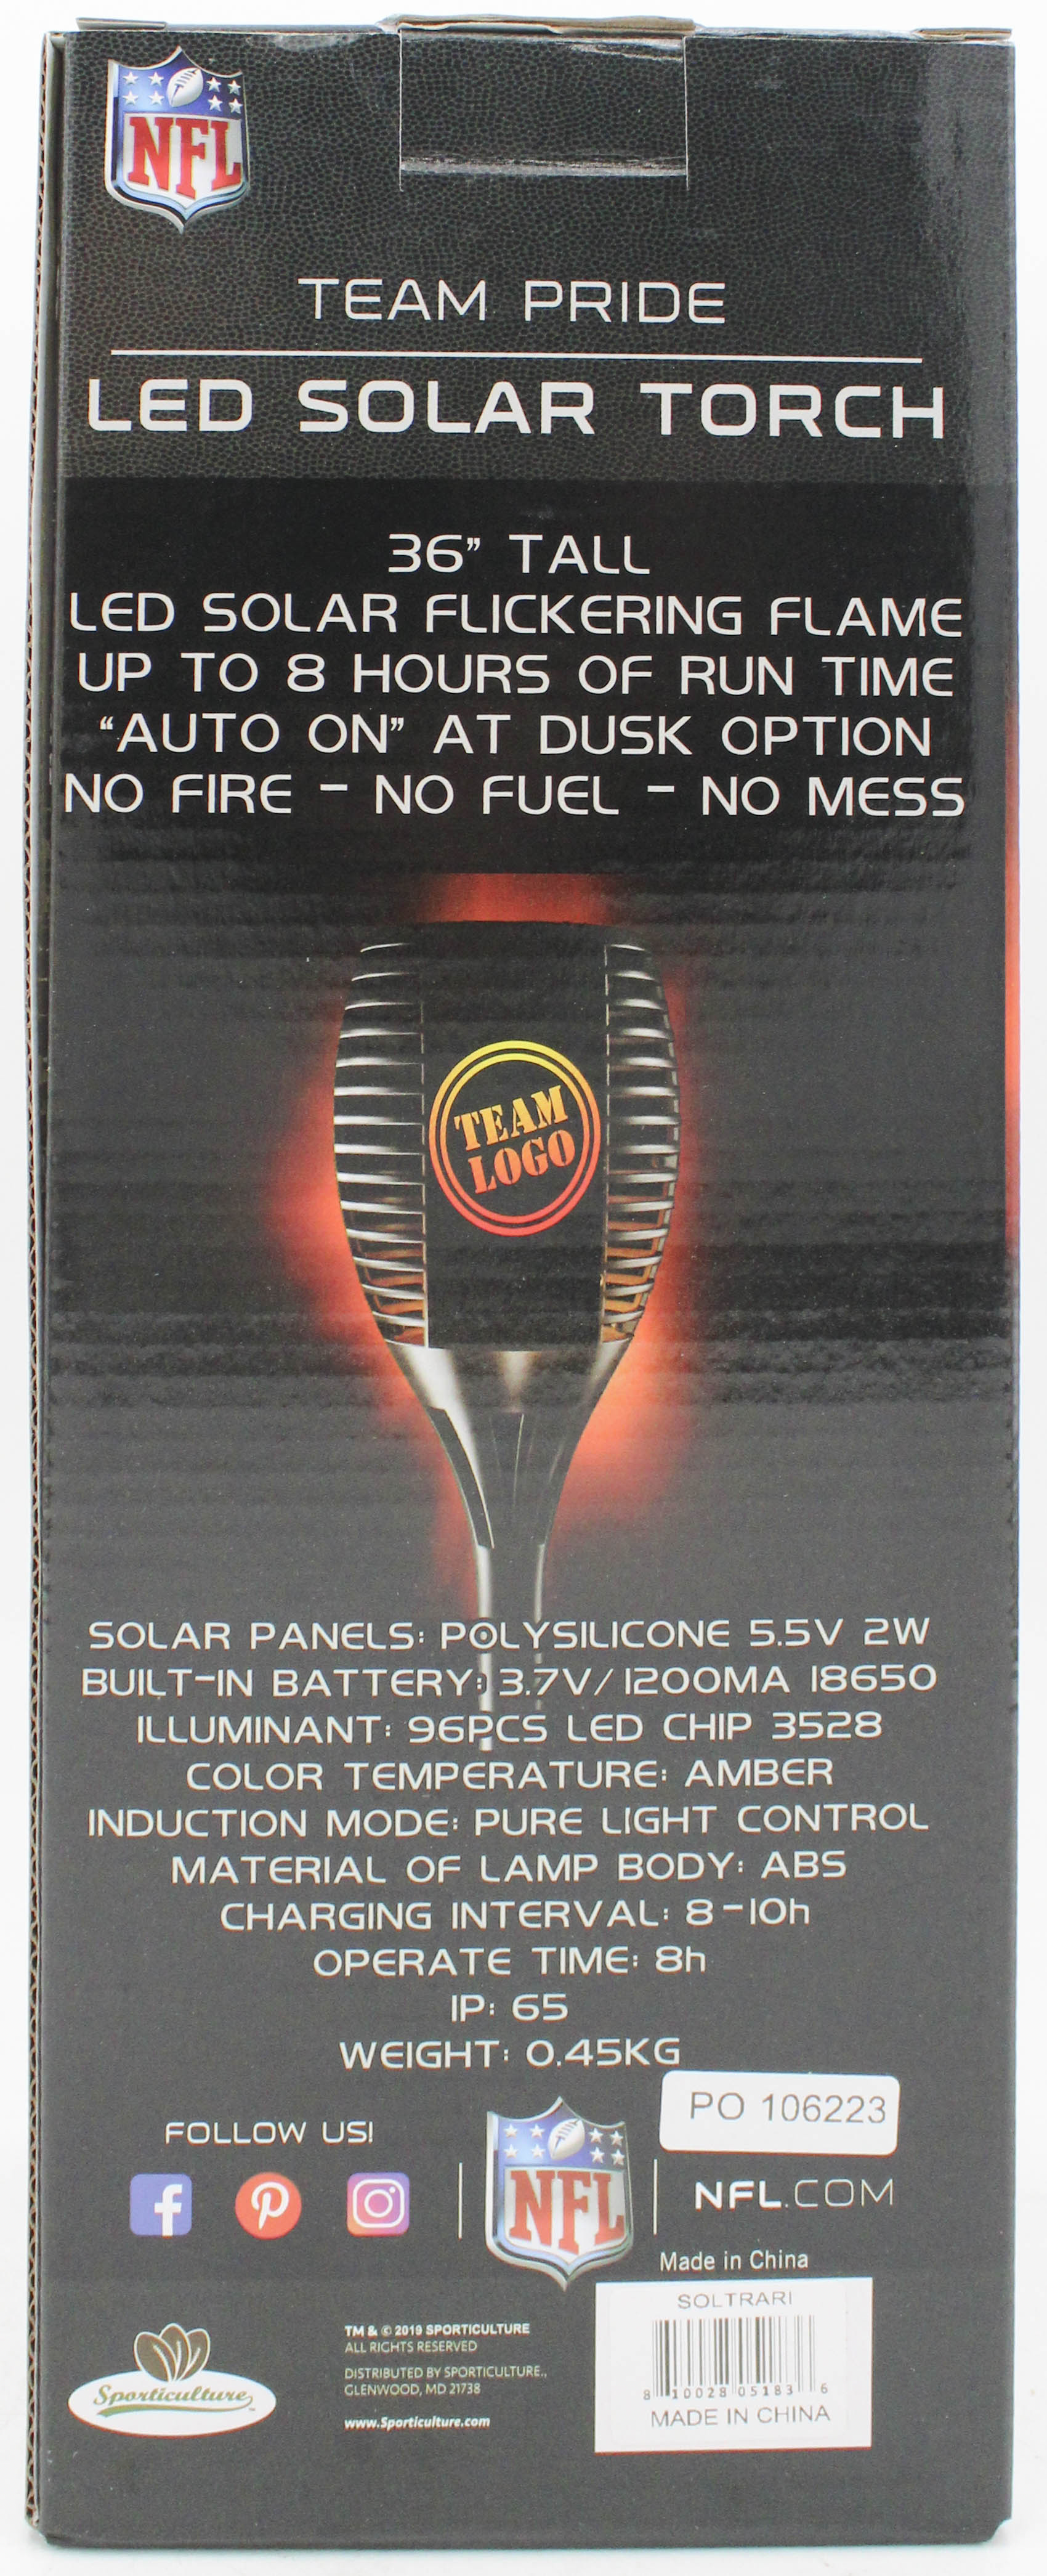 NFL
TEAM PRIDE
LED SOLAR TORCH
36” TALL
LED SOLAR FLICKERING FLAME
UP TO 8 HOURS OF RUN TIME
“AUTO ON” AT DUSK OPTION
NO FIRE - NO FUEL - NO MESS
TEAM
LOGO
SOLAR PANELS: POLYSILICONE 5.5V 2W
BUILT-IN BATTERY: 3.7V/1200MA 18650
ILLUMINANT: 96PCS LED CHIP 3528
COLOR TEMPERATURE: AMBER
INDUCTION MODE: PURE LIGHT CONTROL
MATERIAL OF LAMP BODY: ABS
CHARGING INTERVAL: 8-10h
OPERATE TIME: 8h
IP: 65
WEIGHT: 0.45KG
PO 106223
FOLLOW US!
NFL
NFL.COM
Made in China
Sporticulture
TM & © 2019 SPORTICULTURE
ALL RIGHTS RESERVED
DISTRIBUTED BY SPORTICULTURE.,
GLENWOOD, MD 21738
www.Sporticulture.com
SOLTRARI
8 10028 05183 6
MADE IN CHINA